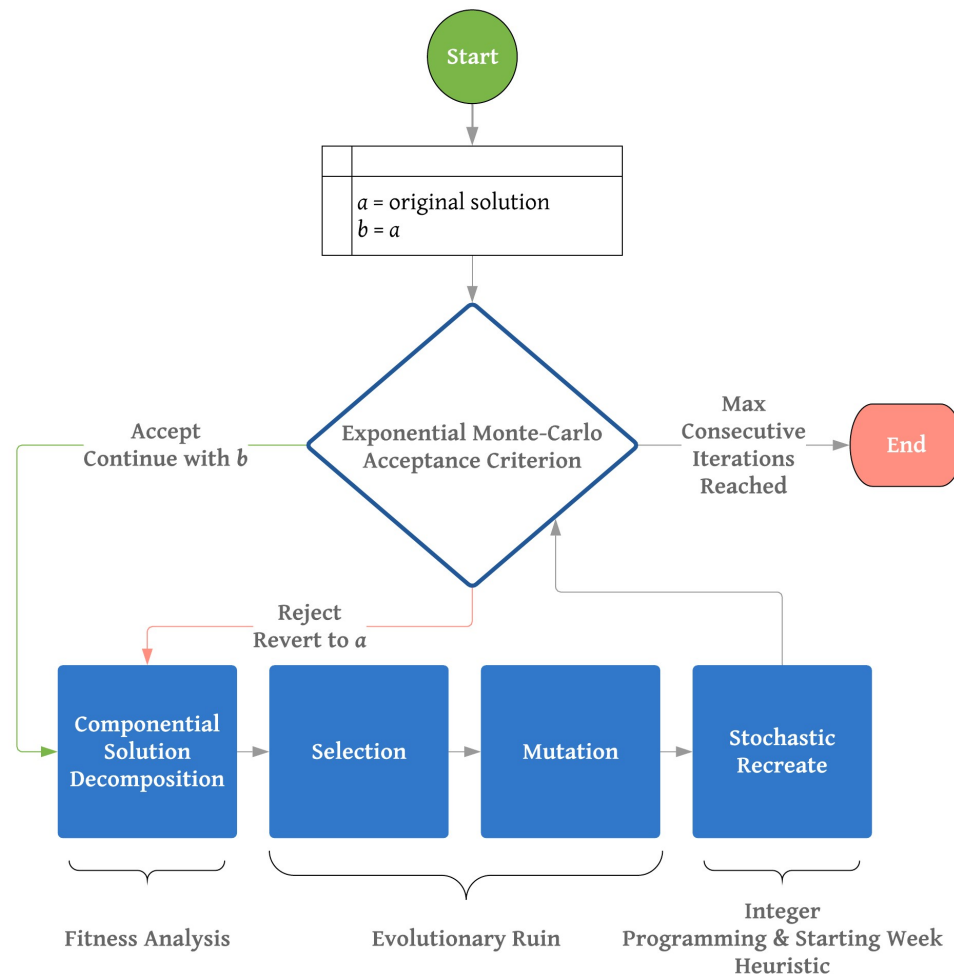 Start
a = original solution
b = a
Exponential Monte-Carlo
Acceptance Criterion
Accept
Continue with b
Max
Consecutive
Iterations
Reached
End
Reject
Revert to a
Componential
Solution
Decomposition
Selection
Mutation
Stochastic
Recreate
Fitness Analysis
Evolutionary Ruin
Integer
Programming & Starting Week
Heuristic